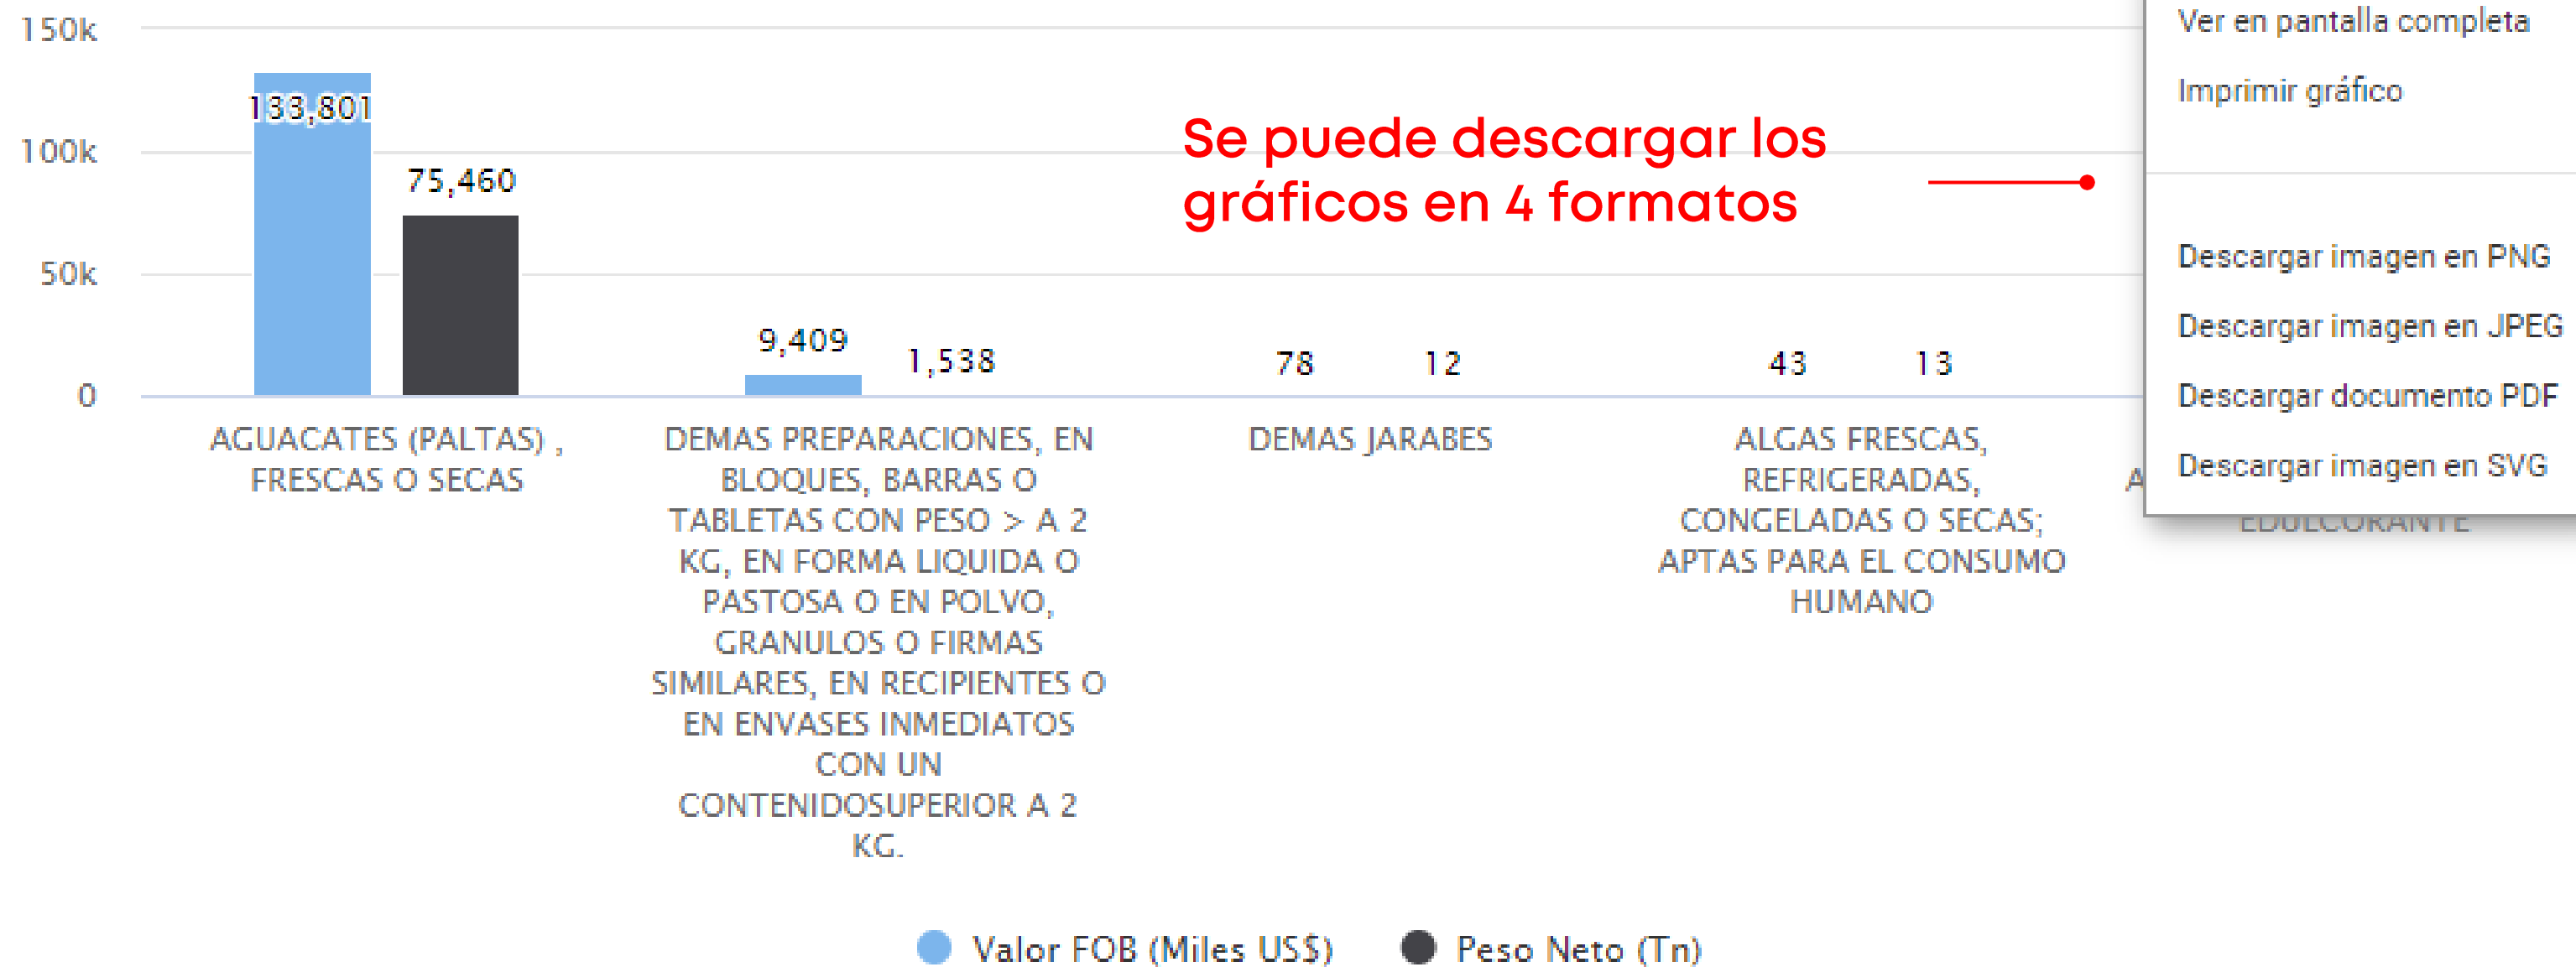 150k
100k
50k
0
133,801
75,460
9,409
1,538
78
12
43
13
Se puede descargar los
gráficos en 4 formatos
Ver en pantalla completa
Imprimir gráfico
Descargar imagen en PNG
Descargar imagen en JPEG
Descargar documento PDF
Descargar imagen en SVG
AGUACATES (PALTAS) ,
FRESCAS O SECAS
DEMAS PREPARACIONES, EN
BLOQUES, BARRAS O
TABLETAS CON PESO > A 2
KG, EN FORMA LIQUIDA O
PASTOSA O EN POLVO,
GRANULOS O FIRMAS
SIMILARES, EN RECIPIENTES O
EN ENVASES INMEDIATOS
CON UN
CONTENIDOSUPERIOR A 2
KG.
DEMAS JARABES
ALGAS FRESCAS,
REFRIGERADAS,
CONGELADAS O SECAS;
APTAS PARA EL CONSUMO
HUMANO
EDULCORANTE
Valor FOB (Miles US$)
Peso Neto (Tn)